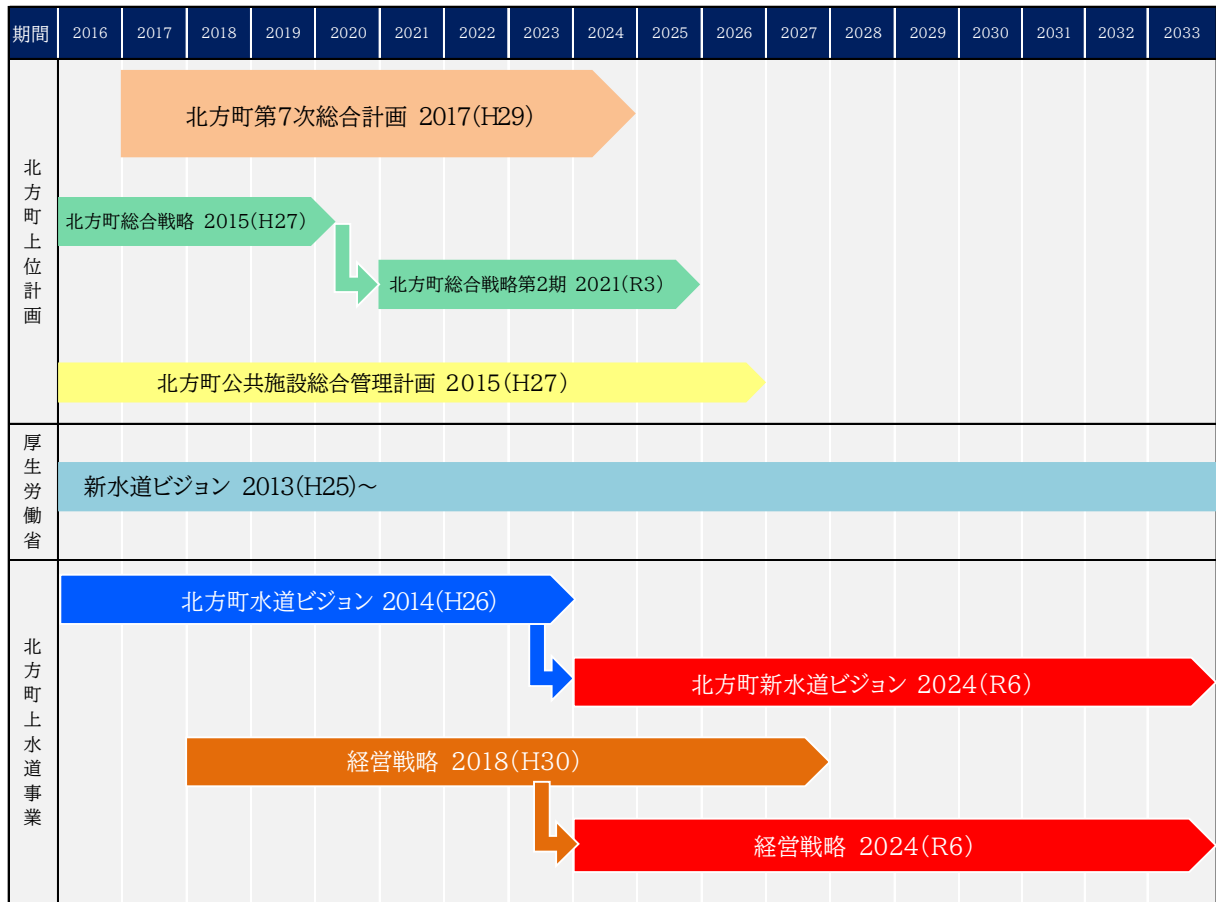 期間 2016 2017 2018 2019 2020 2021 2022 2023 2024 2025 2026 2027 2028 2029 2030 2031 2032 2033
北方町上位計画
北方町第7次総合計画 2017(H29)
北方町総合戦略 2015(H27)
北方町総合戦略第2期 2021(R3)
北方町公共施設総合管理計画 2015(H27)
厚生労働省
新水道ビジョン 2013(H25)～
北方町上水道事業
北方町水道ビジョン 2014(H26)
北方町新水道ビジョン 2024(R6)
経営戦略 2018(H30)
経営戦略 2024(R6)